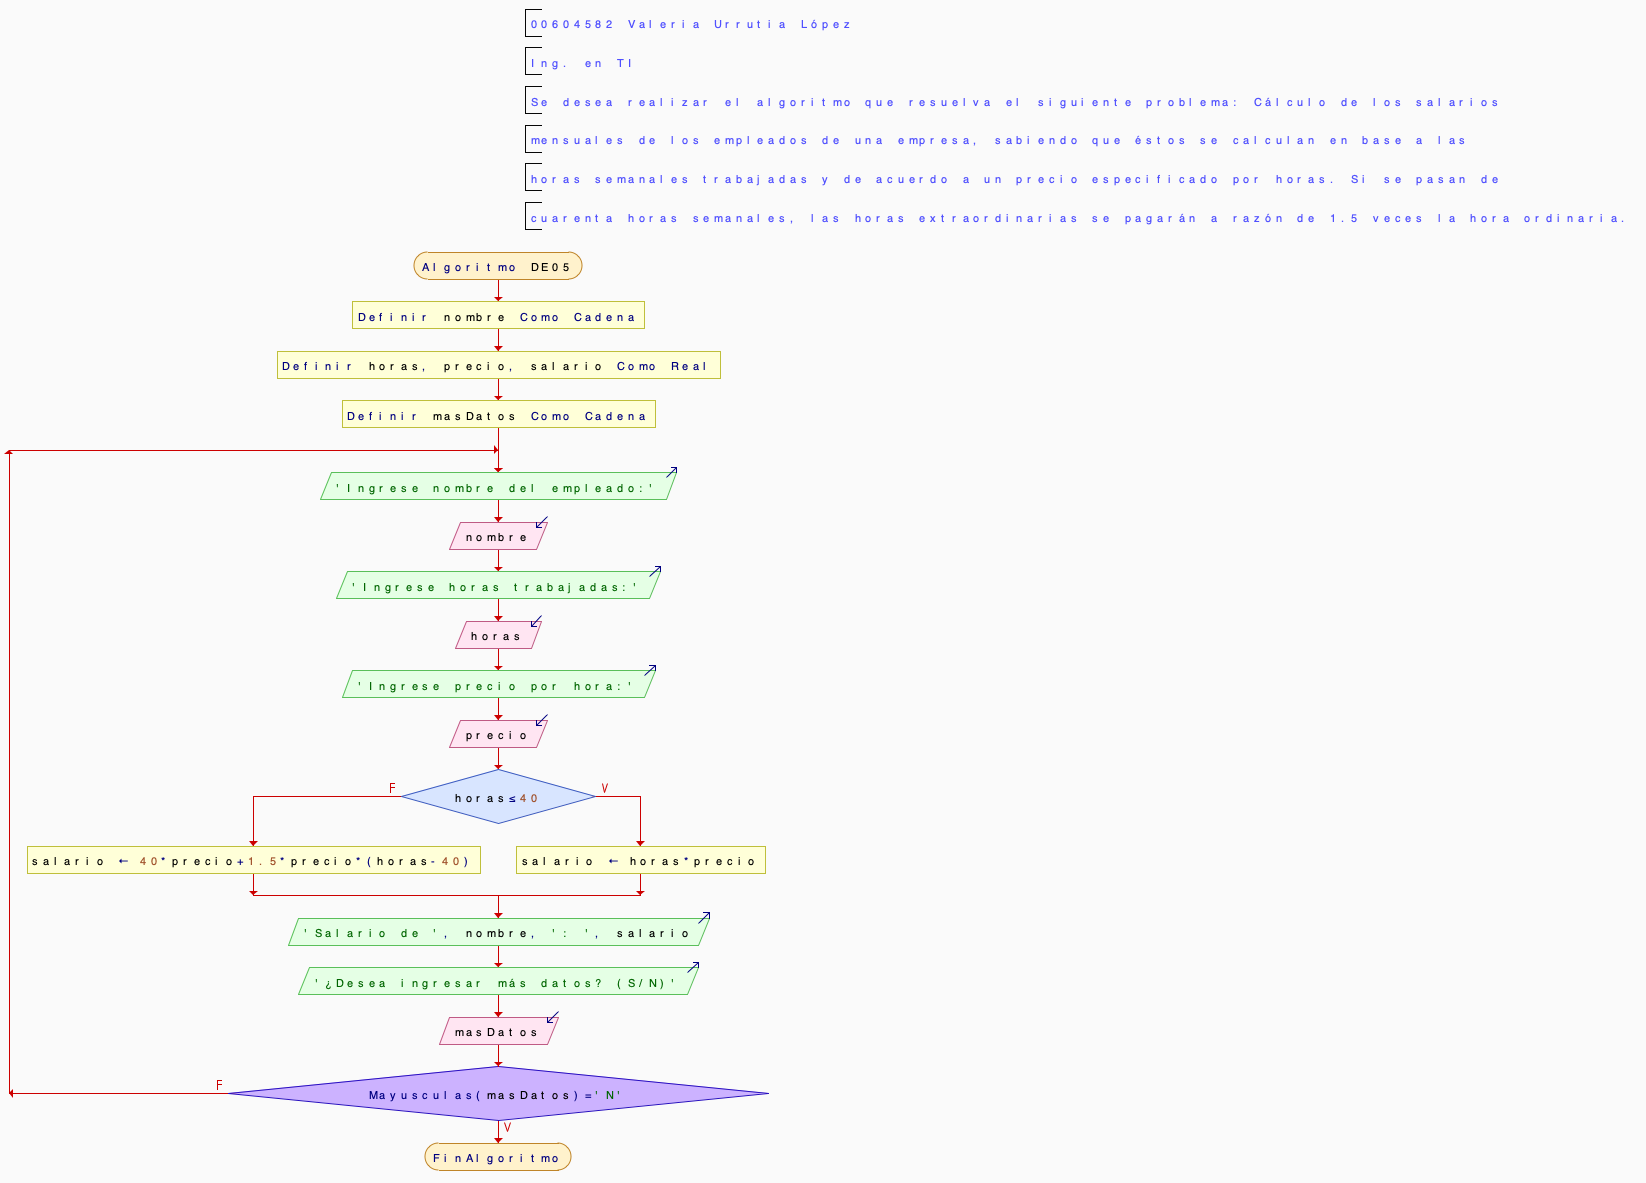 00604582 Valeria Urrutia López
Ing. en TI
Se desea realizar el algoritmo que resuelva el siguiente problema: Cálculo de los salarios
mensuales de los empleados de una empresa, sabiendo que éstos se calculan en base a las
horas semanales trabajadas y de acuerdo a un precio especificado por horas. Si se pasan de
cuarenta horas semanales, las horas extraordinarias se pagarán a razón de 1.5 veces la hora ordinaria.
Algoritmo DE05
Definir nombre Como Cadena
Definir horas, precio, salario Como Real
Definir masDatos Como Cadena
'Ingrese nombre del empleado:'
nombre
'Ingrese horas trabajadas:'
horas
'Ingrese precio por hora:'
precio
F
V
horas≤40
salario ← 40*precio+1.5*precio*(horas-40)
salario ← horas*precio
'Salario de ', nombre, ': ', salario
'¿Desea ingresar más datos? (S/N)'
masDatos
F
Mayusculas(masDatos)='N'
V
FinAlgoritmo